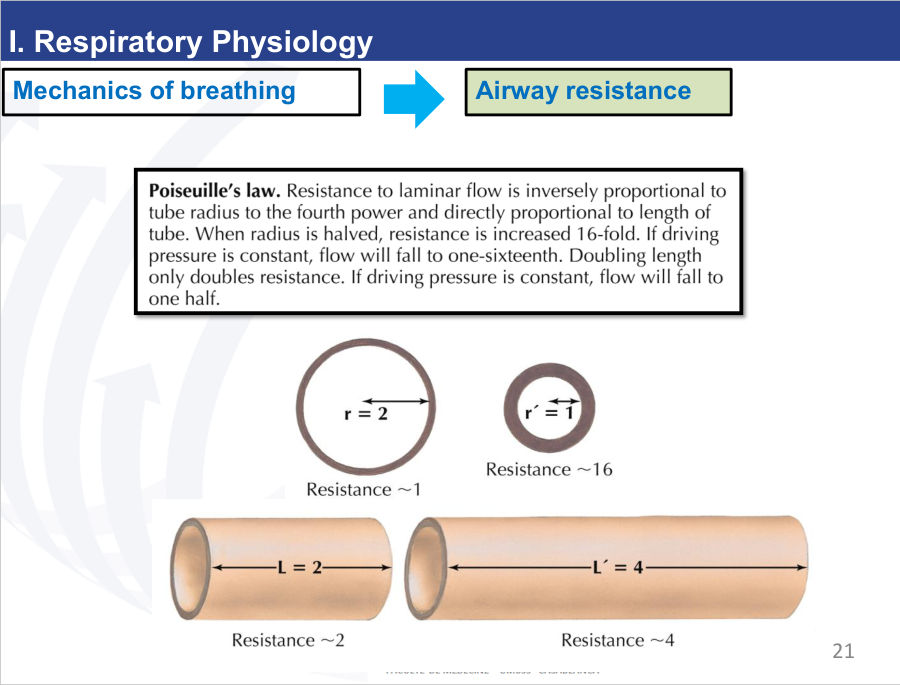 I. Respiratory Physiology
Mechanics of breathing
Airway resistance
Poiseuille's law. Resistance to laminar flow is inversely proportional to
tube radius to the fourth power and directly proportional to length of
tube. When radius is halved, resistance is increased 16-fold. If driving
pressure is constant, flow will fall to one-sixteenth. Doubling length
only doubles resistance. If driving pressure is constant, flow will fall to
one half.
r = 2
r´ = 1
Resistance ~16
Resistance ~1
L = 2
L´ = 4
Resistance ~2
Resistance ~4
21